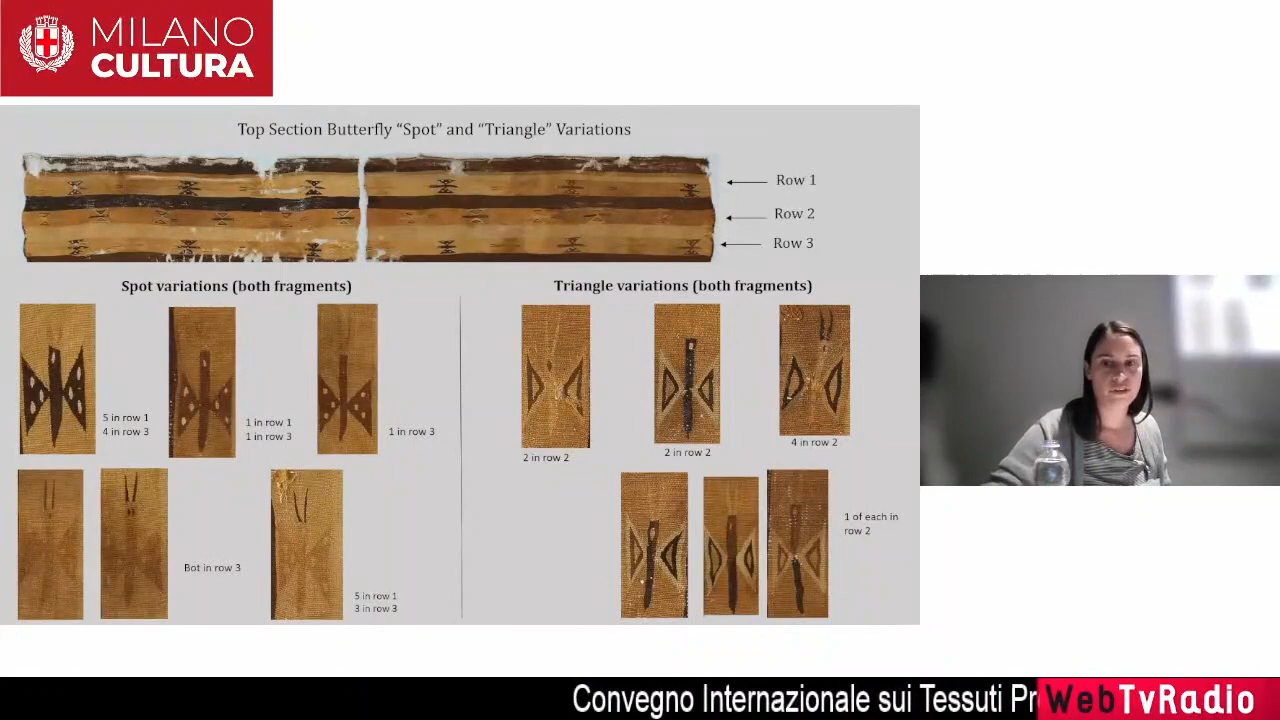 MILANO
CULTURA
Top Section Butterfly “Spot” and “Triangle” Variations
Row 1
Row 2
Row 3
Spot variations (both fragments)
Triangle variations (both fragments)
5 in row 1
4 in row 3
1 in row 1
1 in row 3
1 in row 3
2 in row 2
2 in row 2
4 in row 2
Bot in row 3
5 in row 1
3 in row 3
1 of each in
row 2
Convegno Internazionale sui Tessuti Pr
WebTvRadio